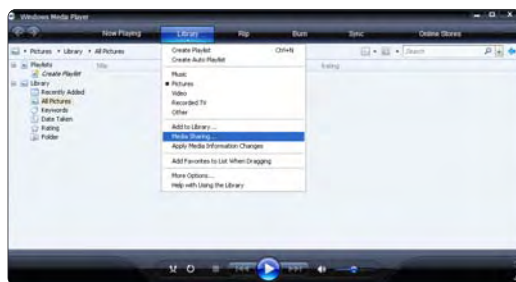 Windows Media Player
Now Playing Library Rip Burn Sync Online Stores
Pictures Library All Pictures Search
Playlists
Create Playlist
Library
Recently Added
All Pictures
Keywords
Date Taken
Rating
Folder
Title Rating
Create Playlist Ctrl+N
Create Auto Playlist
Music
Pictures
Video
Recorded TV
Other
Add to Library...
Media Sharing...
Apply Media Information Changes
Add Favorites to List When Dragging
More Options...
Help with Using the Library